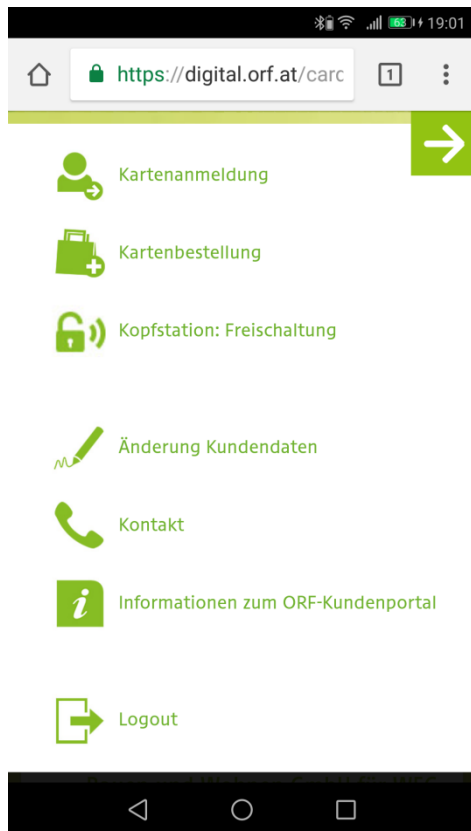 63 19:01
https://digital.orf.at/carc
1
Kartenanmeldung
Kartenbestellung
Kopfstation: Freischaltung
Änderung Kundendaten
Kontakt
i Informationen zum ORF-Kundenportal
Logout